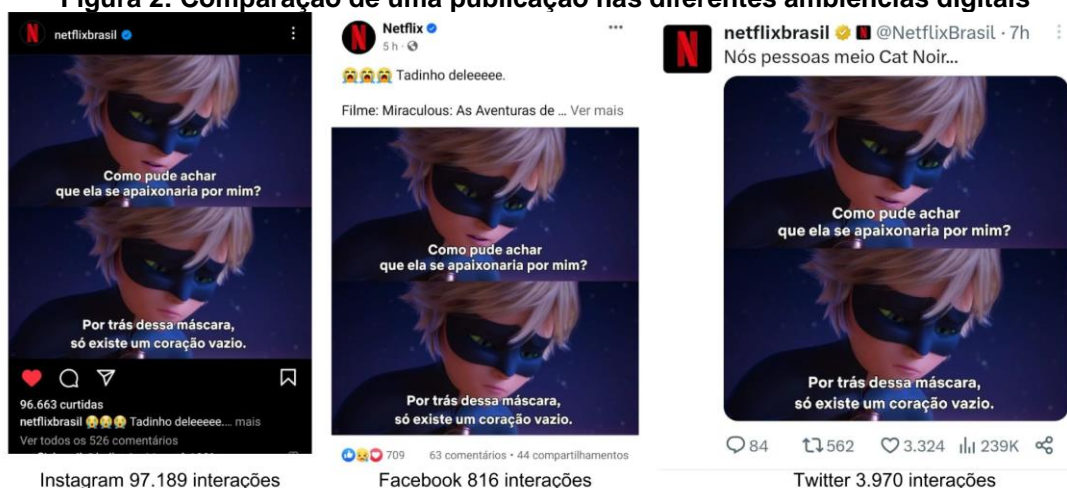 Figura 2: Comparação de uma publicação nas diferentes ambiências digitais
netflixbrasil
Como pude achar
que ela se apaixonaria por mim?
Por trás dessa máscara,
só existe um coração vazio.
96.663 curtidas
netflixbrasil 😭😭😭 Tadinho deleeeee.... mais
Ver todos os 526 comentários
Instagram 97.189 interações
Netflix
5 h ·
😭😭😭 Tadinho deleeeee.
Filme: Miraculous: As Aventuras de ... Ver mais
Como pude achar
que ela se apaixonaria por mim?
Por trás dessa máscara,
só existe um coração vazio.
709 63 comentários • 44 compartilhamentos
Facebook 816 interações
netflixbrasil @NetflixBrasil · 7h
Nós pessoas meio Cat Noir...
Como pude achar
que ela se apaixonaria por mim?
Por trás dessa máscara,
só existe um coração vazio.
84 562 3.324 239K
Twitter 3.970 interações